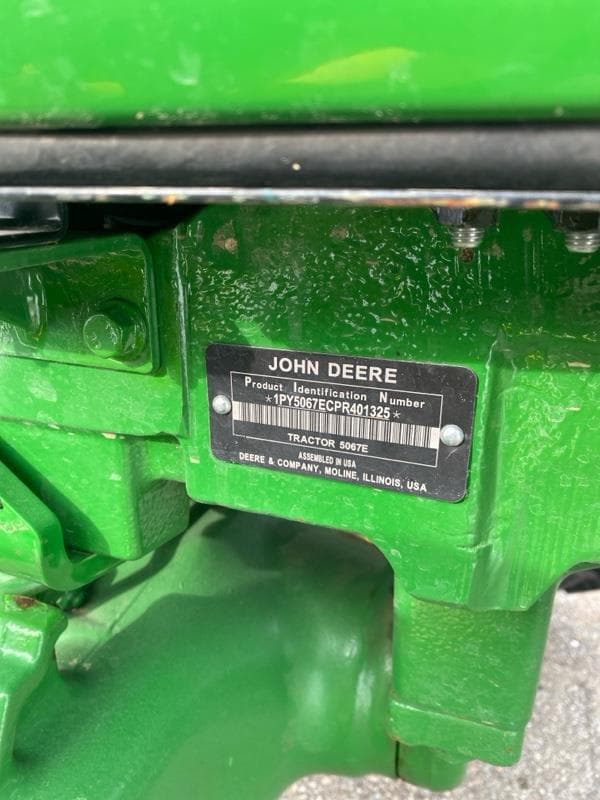 JOHN DEERE
Product Identification Number
*1PY5067ECPR401325*
TRACTOR 5067E
ASSEMBLED IN USA
DEERE & COMPANY, MOLINE, ILLINOIS, USA